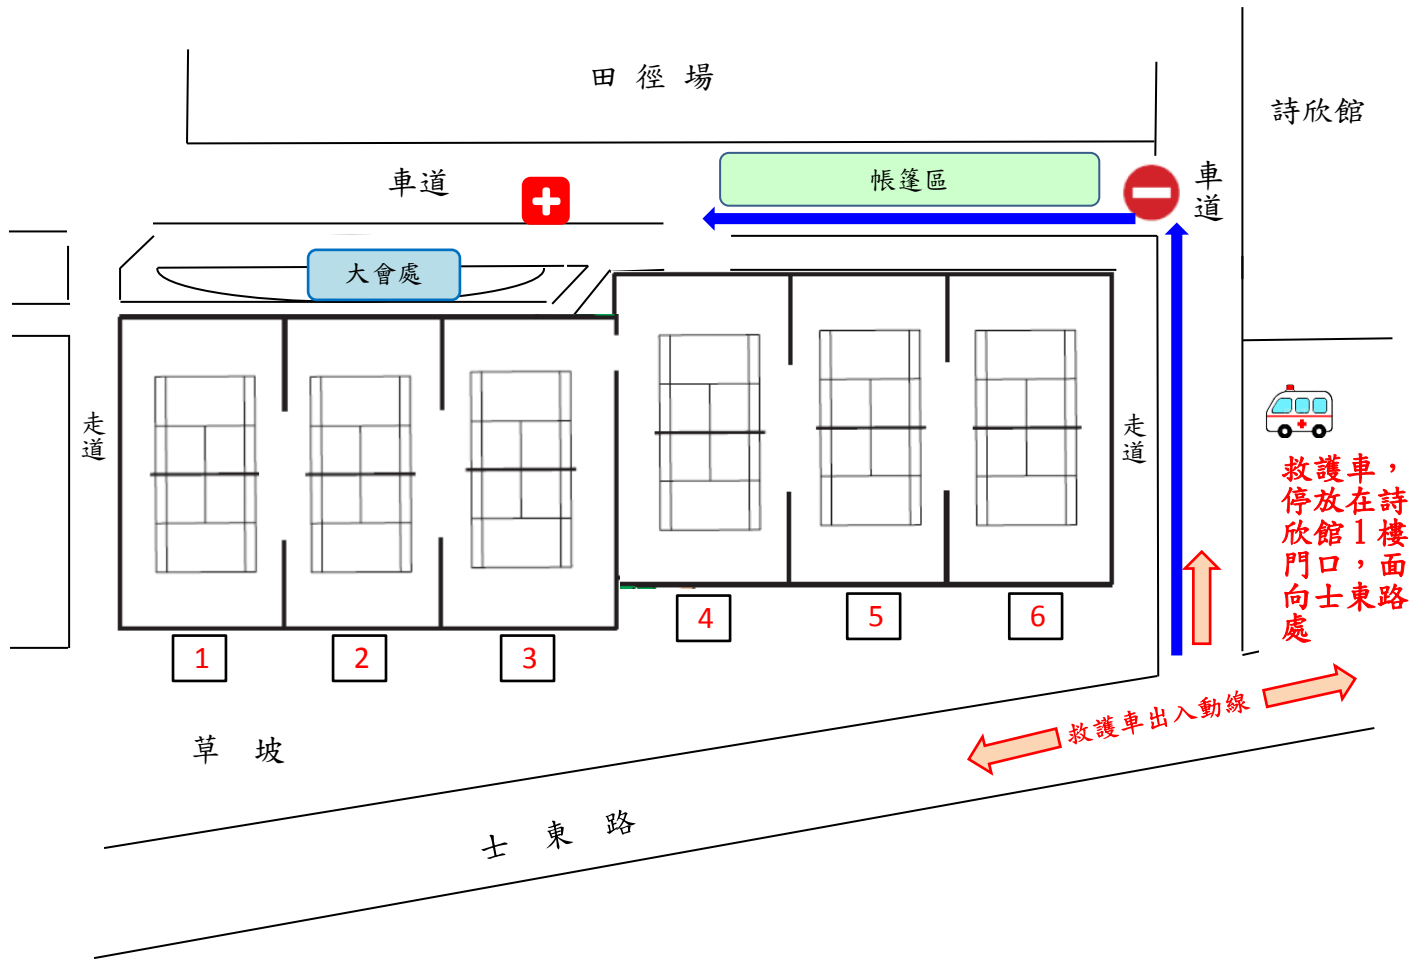 田徑場
詩欣館
車道
帳篷區
車道
大會處
走道
走道
救護車，
停放在詩
欣館1樓
門口，面
向士東路
處
1
2
3
4
5
6
救護車出入動線
草坡
士東路